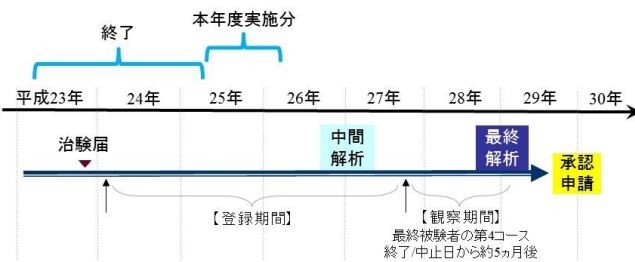 終了
本年度実施分
平成23年 24年 25年 26年 27年 28年 29年 30年
治験届
中間
解析
最終
解析
承認
申請
【登録期間】
【観察期間】
最終被験者の第4コース
終了/中止日から約5ヵ月後